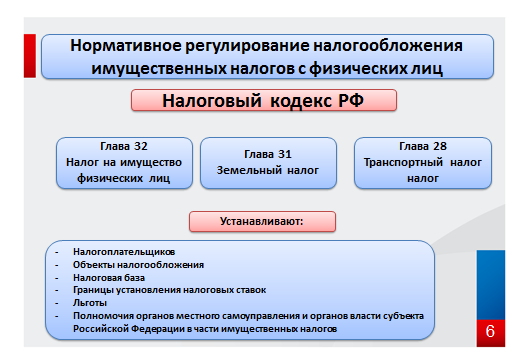 Нормативное регулирование налогообложения
имущественных налогов с физических лиц
Налоговый кодекс РФ
Глава 32
Налог на имущество
физических лиц
Глава 31
Земельный налог
Глава 28
Транспортный налог
налог
Устанавливают:
- Налогоплательщиков
- Объекты налогообложения
- Налоговая база
- Границы установления налоговых ставок
- Льготы
- Полномочия органов местного самоуправления и органов власти субъекта
Российской Федерации в части имущественных налогов
6